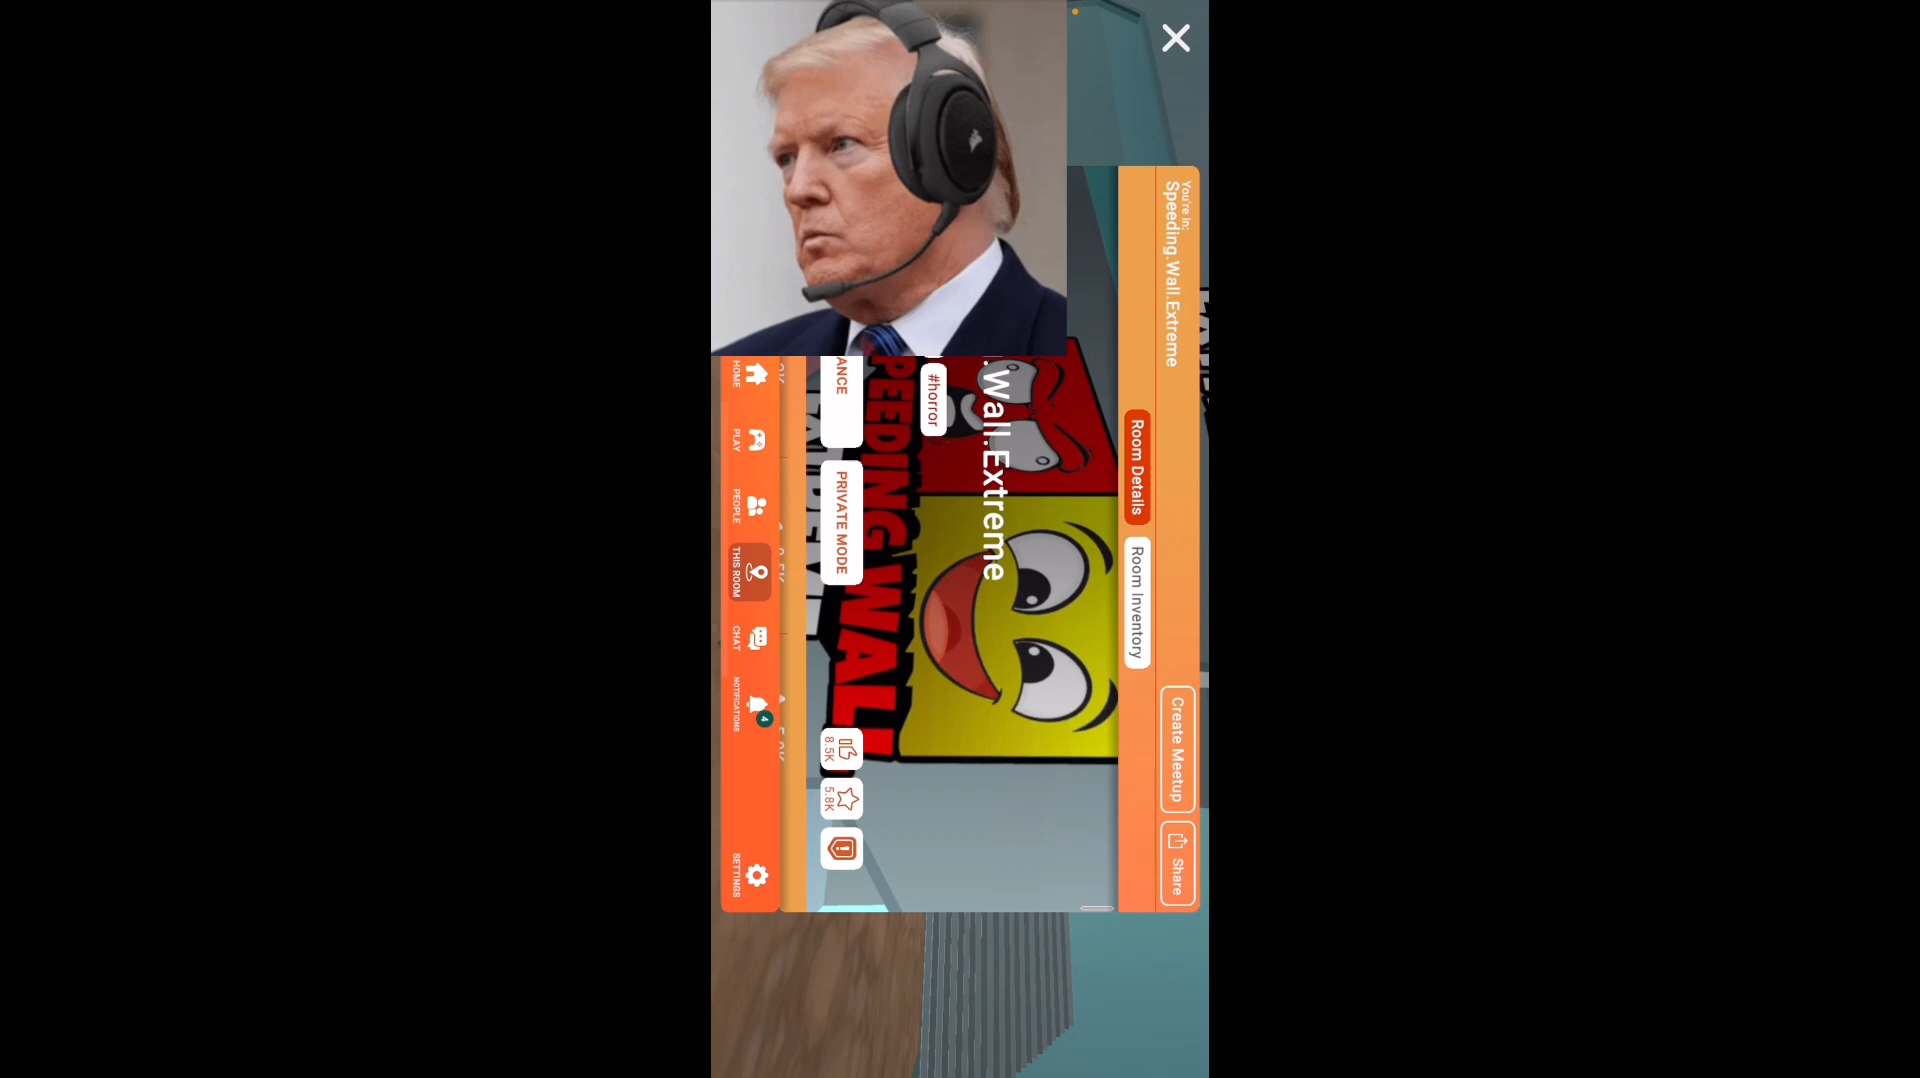 You're in:
Speeding.Wall.Extreme
Create Meetup
Share
Room Details
Room Inventory
.Wall.Extreme
#horror
PEEDING WALL
ANCE
PRIVATE MODE
8.5K
5.8K
HOME
PLAY
PEOPLE
THIS ROOM
CHAT
NOTIFICATIONS
4
SETTINGS